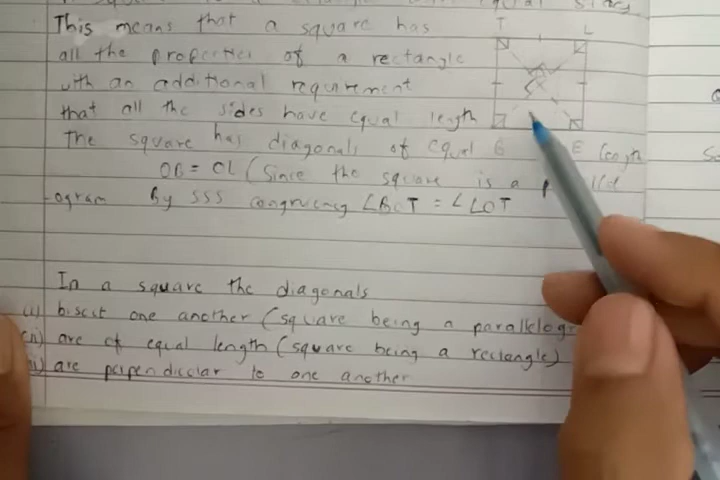 This means that a square has
T L
all the properties of a rectangle
with an additional requirement
that all the sides have equal length
The square has diagonals of equal length
B E
OB = OL (Since the square is a
-ogram By SSS congruency ∠BOT = ∠LOT
In a square the diagonals
(i) bisect one another (square being a parallelogr
(ii) are of equal length (square being a rectangle)
are perpendicular to one another